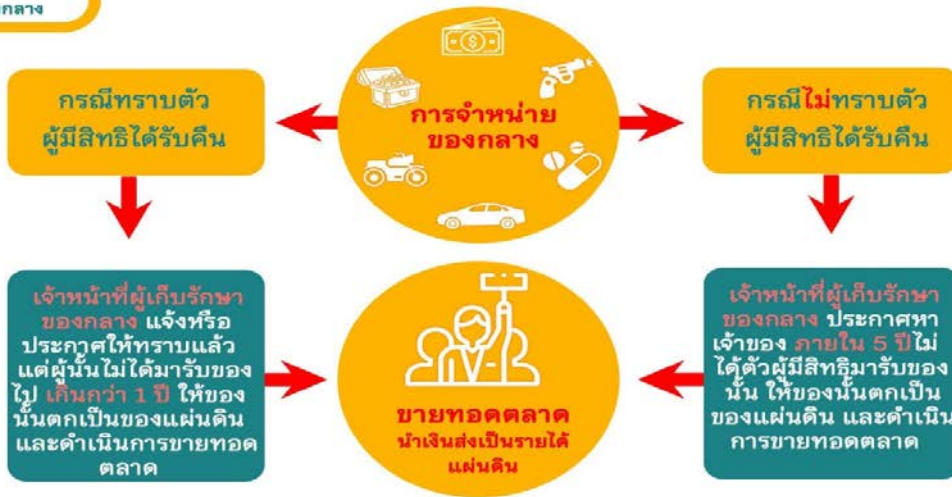 งกลาง
การจำหน่าย
ของกลาง
กรณีทราบตัว
ผู้มีสิทธิได้รับคืน
กรณีไม่ทราบตัว
ผู้มีสิทธิได้รับคืน
เจ้าหน้าที่ผู้เก็บรักษา
ของกลาง แจ้งหรือ
ประกาศให้ทราบแล้ว
แต่ผู้นั้นไม่ได้มารับของ
ไป เกินกว่า 1 ปี ให้ของ
นั้นตกเป็นของแผ่นดิน
และดำเนินการขายทอด
ตลาด
ขายทอดตลาด
นำเงินส่งเป็นรายได้
แผ่นดิน
เจ้าหน้าที่ผู้เก็บรักษา
ของกลาง ประกาศหา
เจ้าของ ภายใน 5 ปีไม่
ได้ตัวผู้มีสิทธิมารับของ
นั้น ให้ของนั้นตกเป็น
ของแผ่นดิน และดำเนิน
การขายทอดตลาด